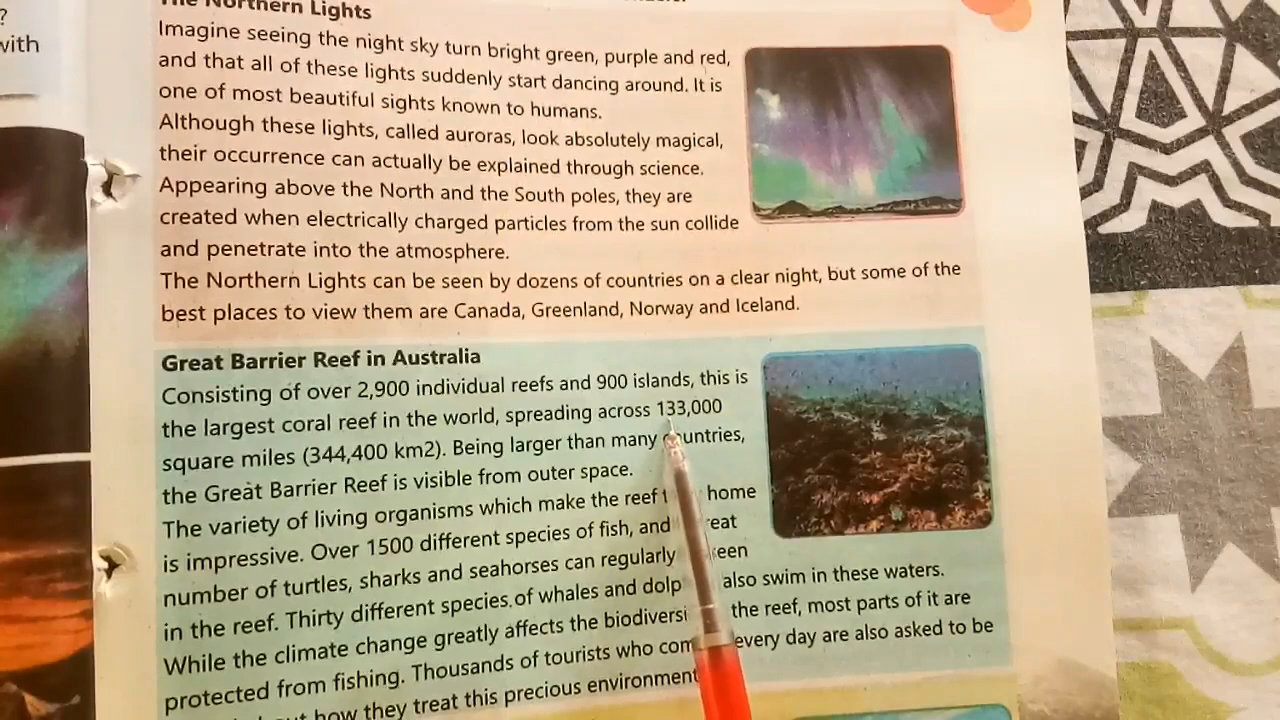 ?
with
The Northern Lights
Imagine seeing the night sky turn bright green, purple and red,
and that all of these lights suddenly start dancing around. It is
one of most beautiful sights known to humans.
Although these lights, called auroras, look absolutely magical,
their occurrence can actually be explained through science.
Appearing above the North and the South poles, they are
created when electrically charged particles from the sun collide
and penetrate into the atmosphere.
The Northern Lights can be seen by dozens of countries on a clear night, but some of the
best places to view them are Canada, Greenland, Norway and Iceland.
Great Barrier Reef in Australia
Consisting of over 2,900 individual reefs and 900 islands, this is
the largest coral reef in the world, spreading across 133,000
square miles (344,400 km2). Being larger than many countries,
the Great Barrier Reef is visible from outer space.
The variety of living organisms which make the reef home
is impressive. Over 1500 different species of fish, and
number of turtles, sharks and seahorses can regularly
in the reef. Thirty different species of whales and also swim in these waters.
While the climate change greatly affects the the reef, most parts of it are
protected from fishing. Thousands of tourists who every day are also asked to be
how they treat this precious environment